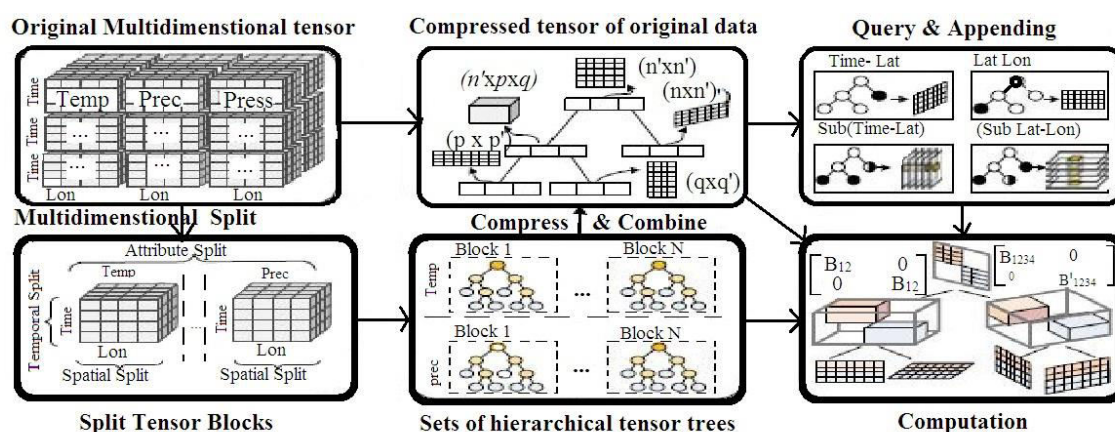 Original Multidimenstional tensor
Compressed tensor of original data
Query & Appending
Time
Temp
Prec
Press
Time
...
...
...
Time
...
...
...
Lon
Lon
Lon
(n'xpxq)
(n'xn')
(nxn')
(p x p'
(qxq')
Time- Lat
Lat Lon
Sub(Time-Lat)
(Sub Lat-Lon)
Multidimenstional Split
Compress & Combine
Attribute Split
Temp
Prec
Temporal Split
Time
...
Time
Lon
Lon
Spatial Split
Spatial Split
Block 1
Block N
Temp
...
Block 1
Block N
prec
...
B12 0
0 B12
B1234 0
0 B'1234
Split Tensor Blocks
Sets of hierarchical tensor trees
Computation